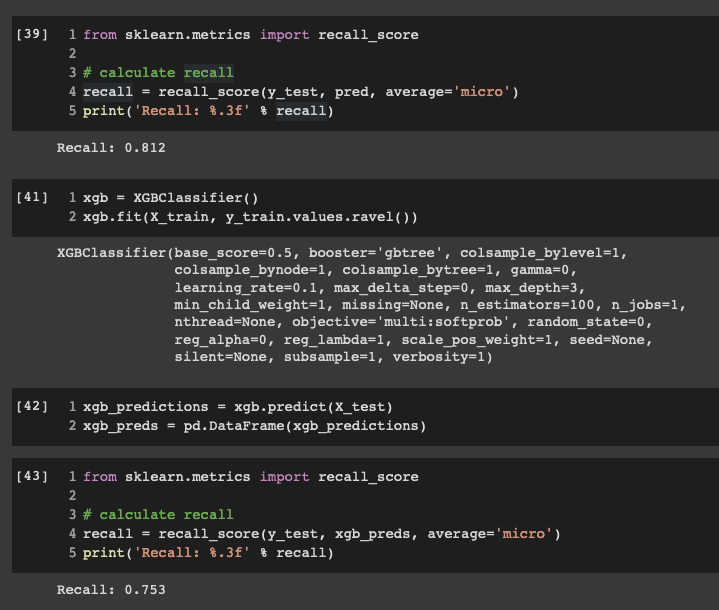 [39] 1 from sklearn.metrics import recall_score
2
3 # calculate recall
4 recall = recall_score(y_test, pred, average='micro')
5 print('Recall: %.3f' % recall)
Recall: 0.812
[41] 1 xgb = XGBClassifier()
2 xgb.fit(X_train, y_train.values.ravel())
XGBClassifier(base_score=0.5, booster='gbtree', colsample_bylevel=1,
colsample_bynode=1, colsample_bytree=1, gamma=0,
learning_rate=0.1, max_delta_step=0, max_depth=3,
min_child_weight=1, missing=None, n_estimators=100, n_jobs=1,
nthread=None, objective='multi:softprob', random_state=0,
reg_alpha=0, reg_lambda=1, scale_pos_weight=1, seed=None,
silent=None, subsample=1, verbosity=1)
[42] 1 xgb_predictions = xgb.predict(X_test)
2 xgb_preds = pd.DataFrame(xgb_predictions)
[43] 1 from sklearn.metrics import recall_score
2
3 # calculate recall
4 recall = recall_score(y_test, xgb_preds, average='micro')
5 print('Recall: %.3f' % recall)
Recall: 0.753